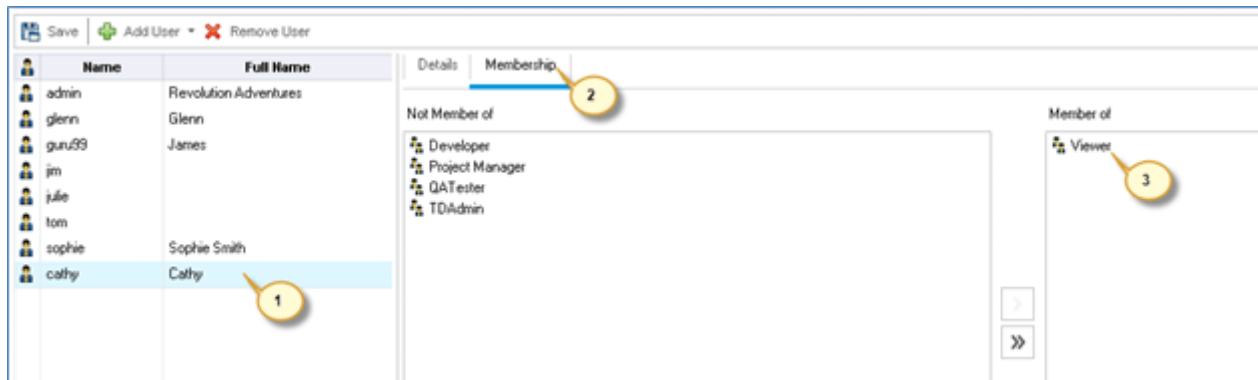 Save Add User Remove User
Name Full Name
admin Revolution Adventures
glenn Glenn
guru99 James
jim
julie
tom
sophie Sophie Smith
cathy Cathy
1
Details Membership
2
Not Member of
Developer
Project Manager
QATester
TDAdmin
>
»
Member of
Viewer
3